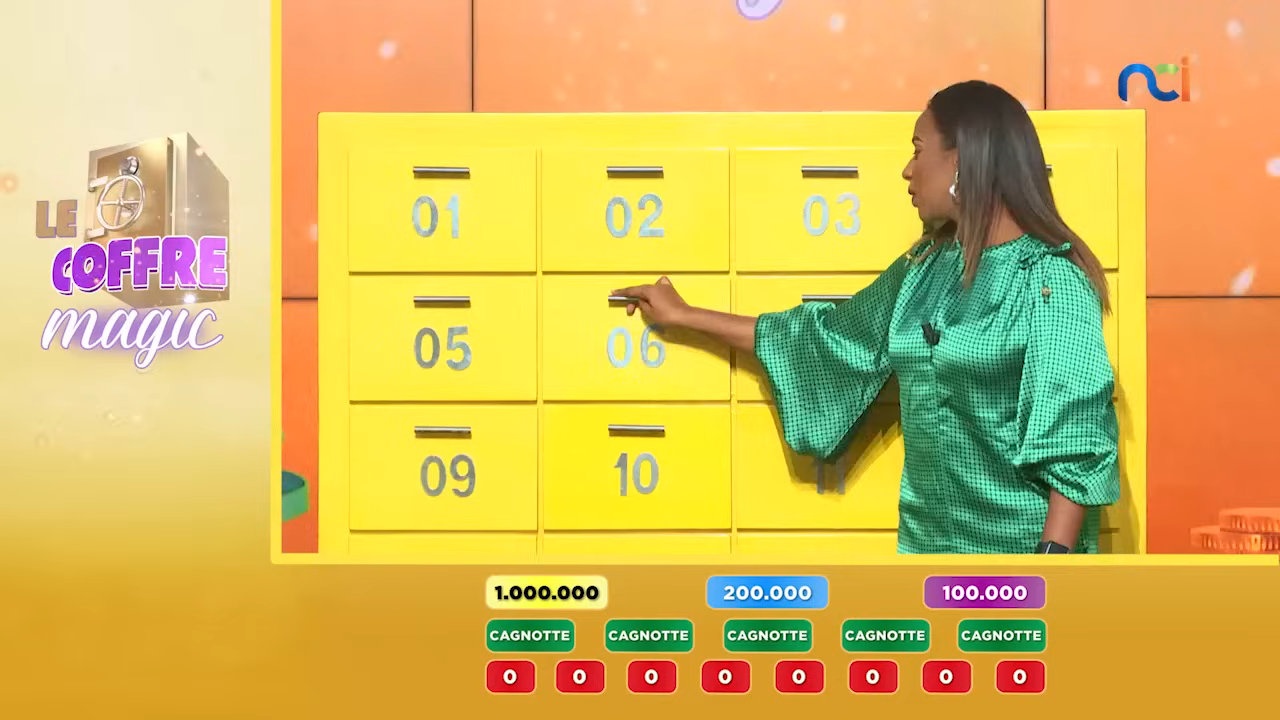 nci
LE
COFFRE
magic
01 02 03
05 06
09 10 11
1.000.000 200.000 100.000
CAGNOTTE CAGNOTTE CAGNOTTE CAGNOTTE CAGNOTTE
0 0 0 0 0 0 0 0